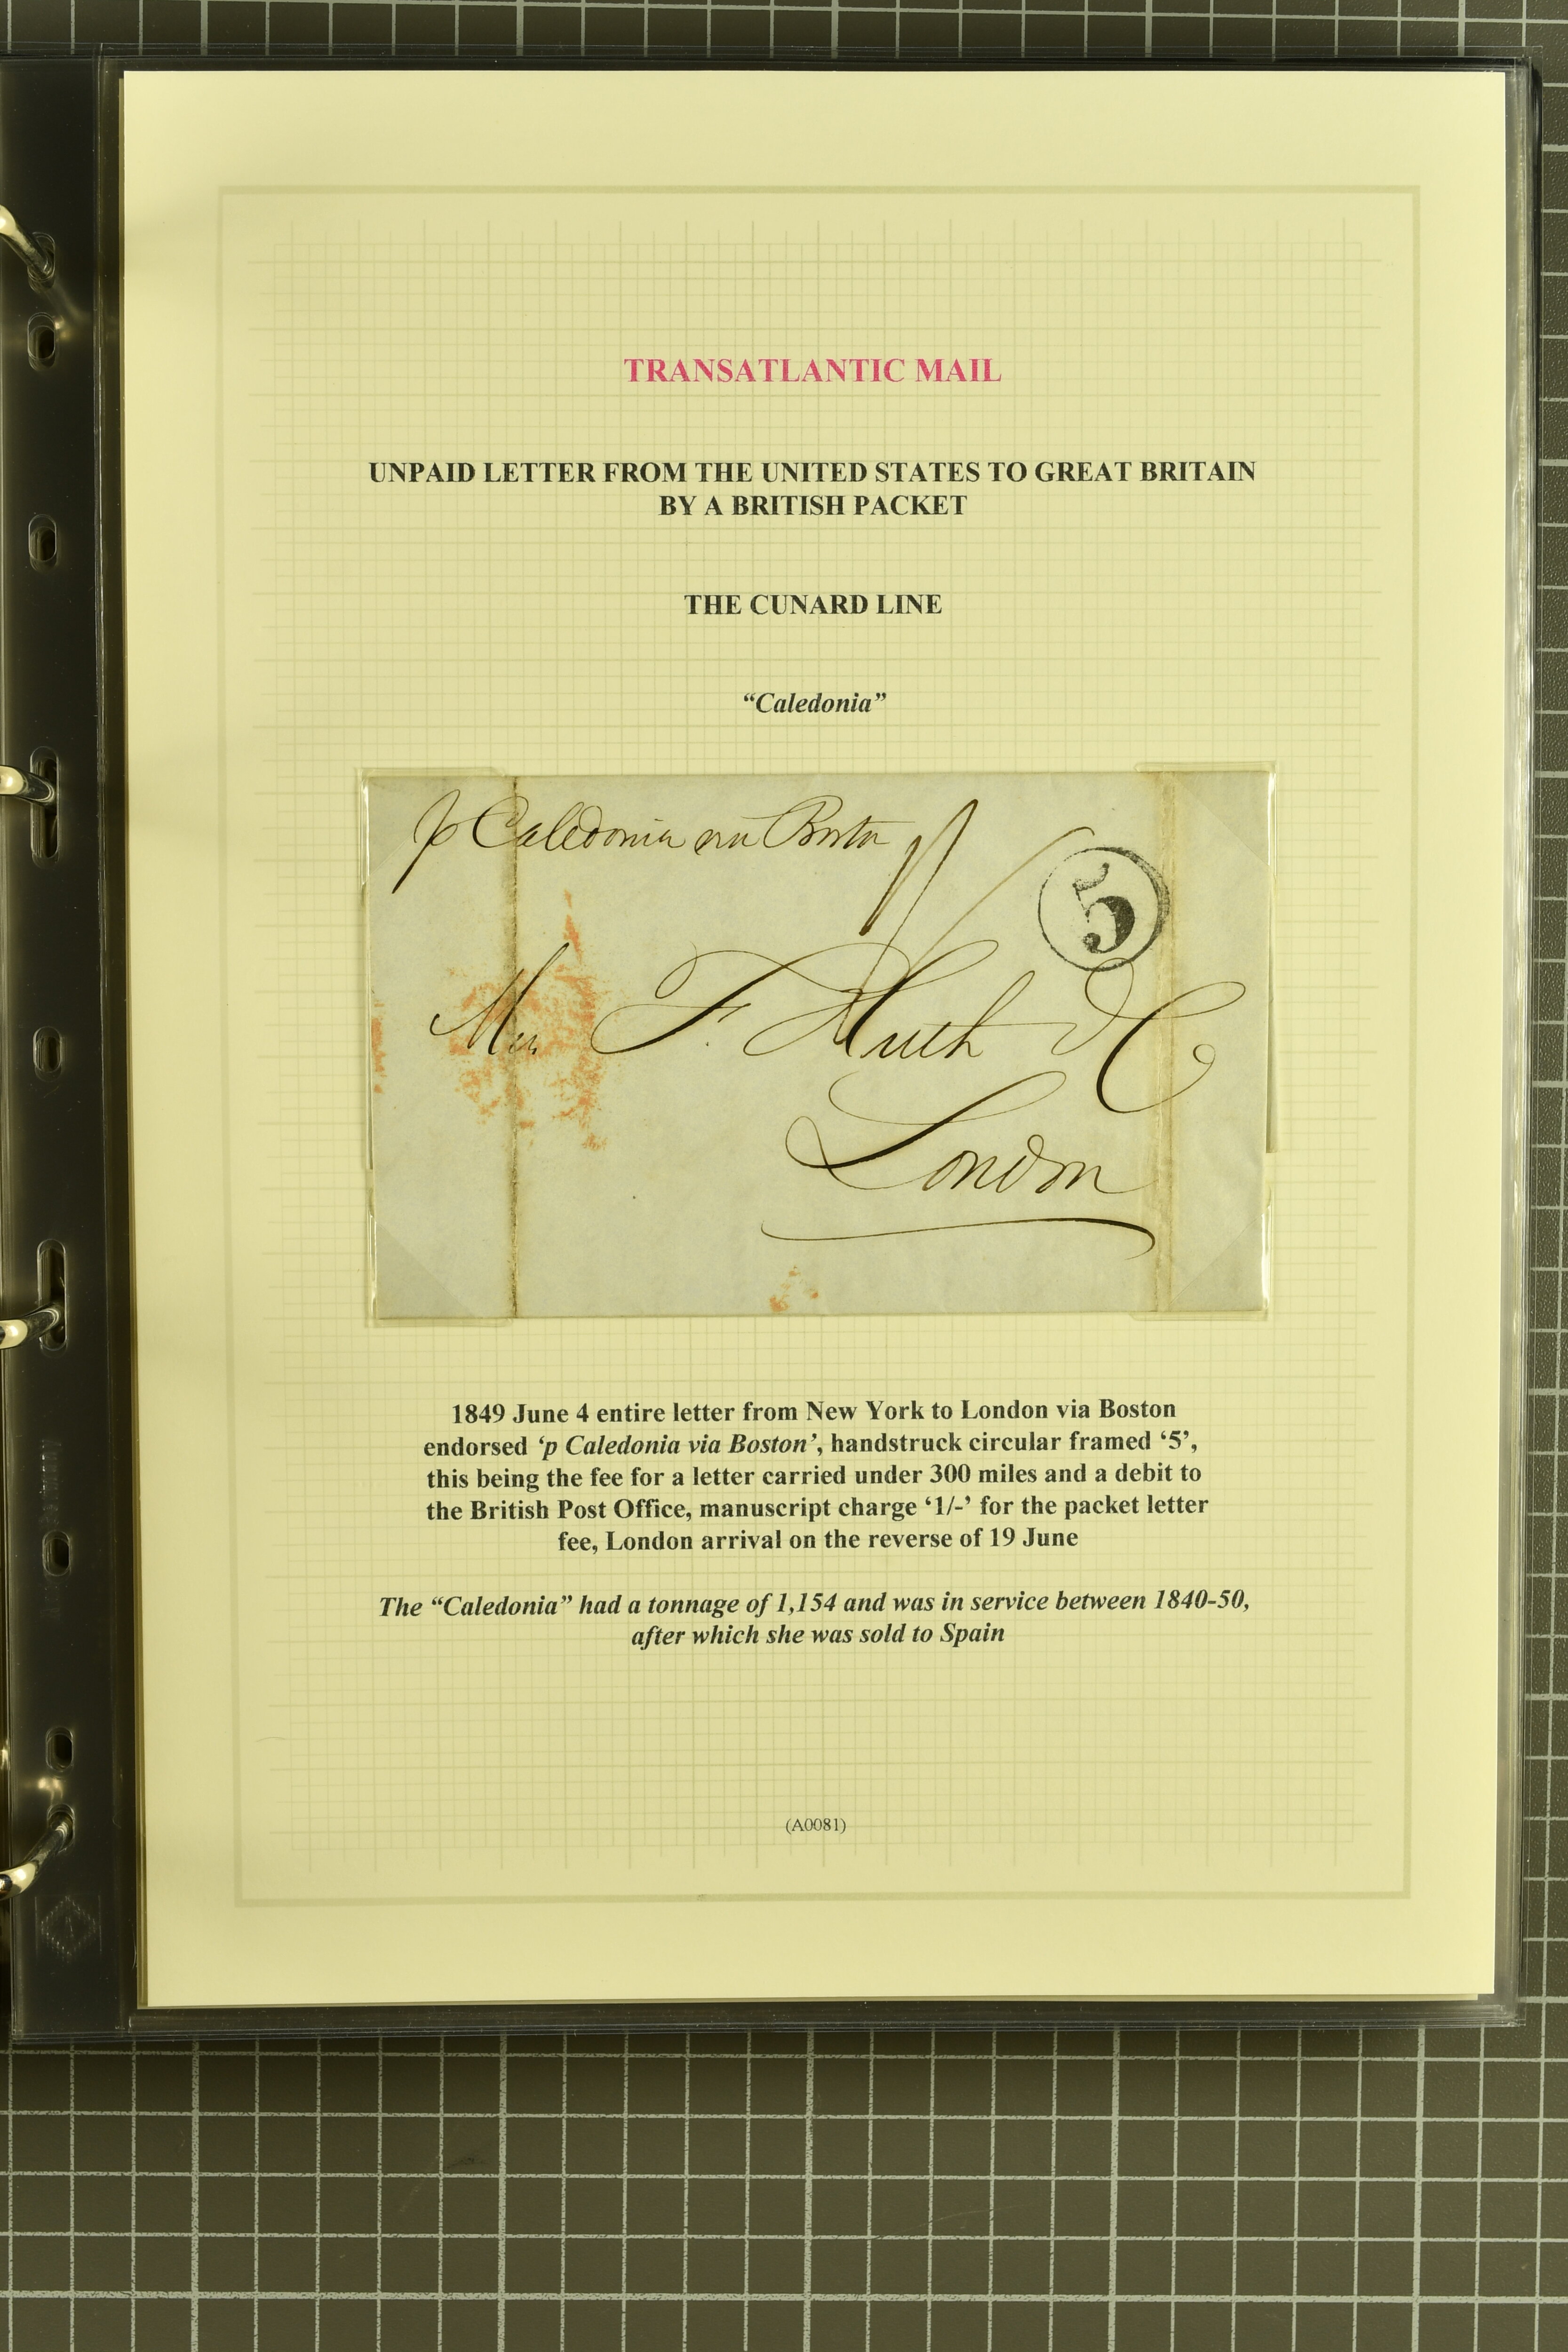 TRANSATLANTIC MAIL
UNPAID LETTER FROM THE UNITED STATES TO GREAT BRITAIN
BY A BRITISH PACKET
THE CUNARD LINE
“Caledonia”
p Caledonia via Boston
1/-
5
F. Huth & Co
London
1849 June 4 entire letter from New York to London via Boston
endorsed ‘p Caledonia via Boston’, handstruck circular framed ‘5’,
this being the fee for a letter carried under 300 miles and a debit to
the British Post Office, manuscript charge ‘1/-’ for the packet letter
fee, London arrival on the reverse of 19 June
The “Caledonia” had a tonnage of 1,154 and was in service between 1840-50,
after which she was sold to Spain
(A0081)